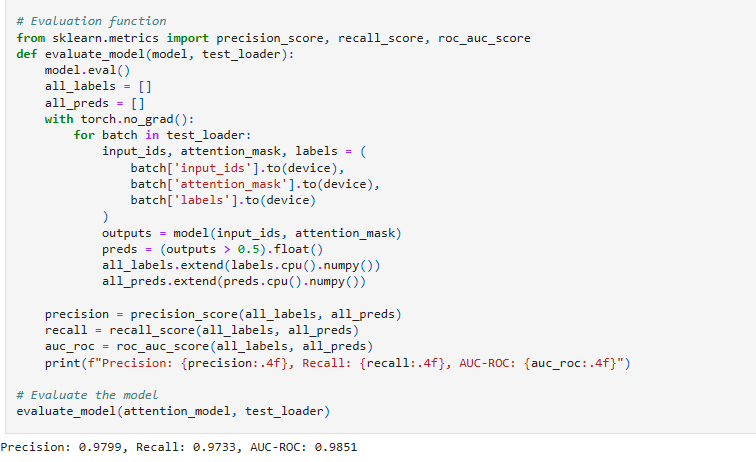 # Evaluation function
from sklearn.metrics import precision_score, recall_score, roc_auc_score
def evaluate_model(model, test_loader):
    model.eval()
    all_labels = []
    all_preds = []
    with torch.no_grad():
        for batch in test_loader:
            input_ids, attention_mask, labels = (
                batch['input_ids'].to(device),
                batch['attention_mask'].to(device),
                batch['labels'].to(device)
            )
            outputs = model(input_ids, attention_mask)
            preds = (outputs > 0.5).float()
            all_labels.extend(labels.cpu().numpy())
            all_preds.extend(preds.cpu().numpy())

    precision = precision_score(all_labels, all_preds)
    recall = recall_score(all_labels, all_preds)
    auc_roc = roc_auc_score(all_labels, all_preds)
    print(f"Precision: {precision:.4f}, Recall: {recall:.4f}, AUC-ROC: {auc_roc:.4f}")

# Evaluate the model
evaluate_model(attention_model, test_loader)

Precision: 0.9799, Recall: 0.9733, AUC-ROC: 0.9851